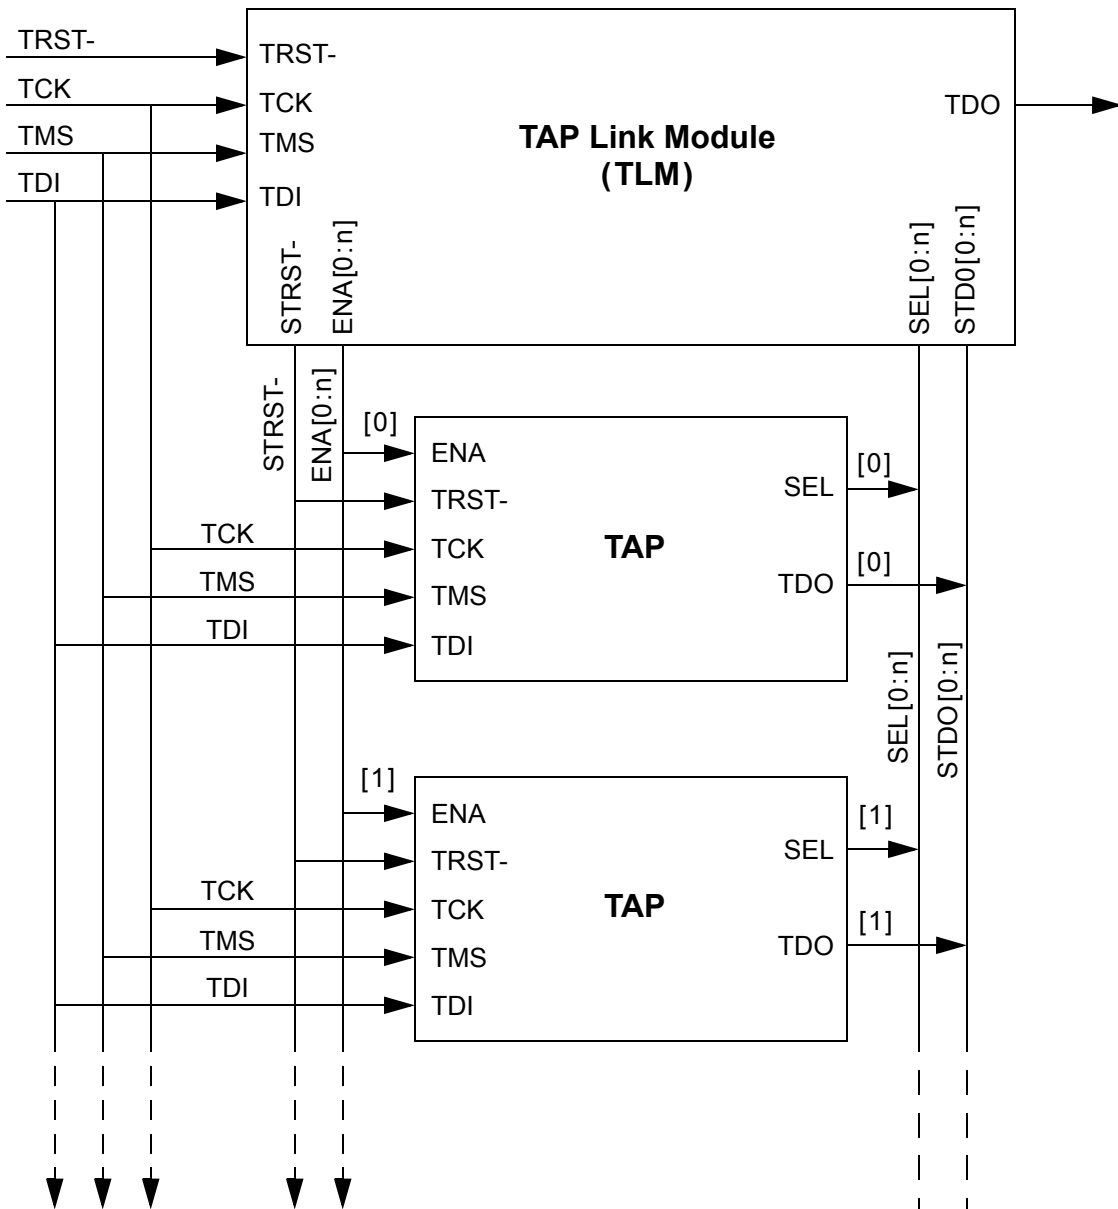 TRST-
TCK
TMS
TDI
TRST-
TCK
TMS
TDI
TAP Link Module
(TLM)
TDO
STRST-
ENA[0:n]
SEL[0:n]
STD0[0:n]
STRST-
ENA[0:n]
[0]
ENA
TRST-
TCK
TCK
TMS
TMS
TDI
TDI
TAP
SEL
[0]
TDO
[0]
SEL[0:n]
STDO[0:n]
[1]
ENA
TRST-
TCK
TCK
TMS
TMS
TDI
TDI
TAP
SEL
[1]
TDO
[1]